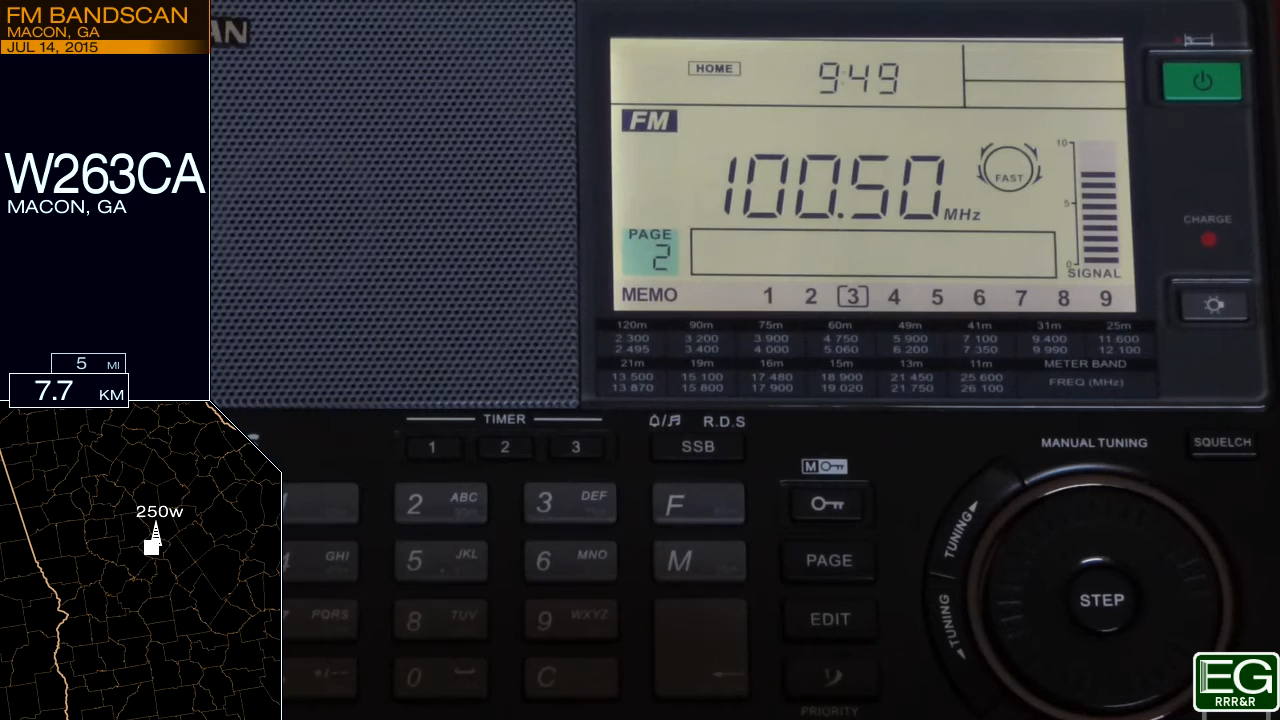 FM BANDSCAN
MACON, GA
JUL 14, 2015
W263CA
MACON, GA
5 MI
7.7 KM
250w
AN
HOME
9:49
FM
100.50 MHz
FAST
10
5
0
SIGNAL
PAGE
2
MEMO 1 2 3 4 5 6 7 8 9
CHARGE
120m 90m 75m 60m 49m 41m 31m 25m
2.300 3.200 3.900 4.750 5.900 7.100 9.400 11.600
2.495 3.400 4.000 5.060 6.200 7.350 9.990 12.100
21m 19m 16m 15m 13m 11m METER BAND
13.500 15.100 17.480 18.900 21.450 25.600 FREQ (MHz)
13.870 15.800 17.900 19.020 21.750 26.100
TIMER
1 2 3
R.D.S
SSB
MANUAL TUNING
SQUELCH
M
2 ABC
3 DEF
F
4 GHI
5 JKL
6 MNO
M
PAGE
TUNING
TUNING
STEP
7 PQRS
8 TUV
9 WXYZ
EDIT
0
C
PRIORITY
EG
RRR&R